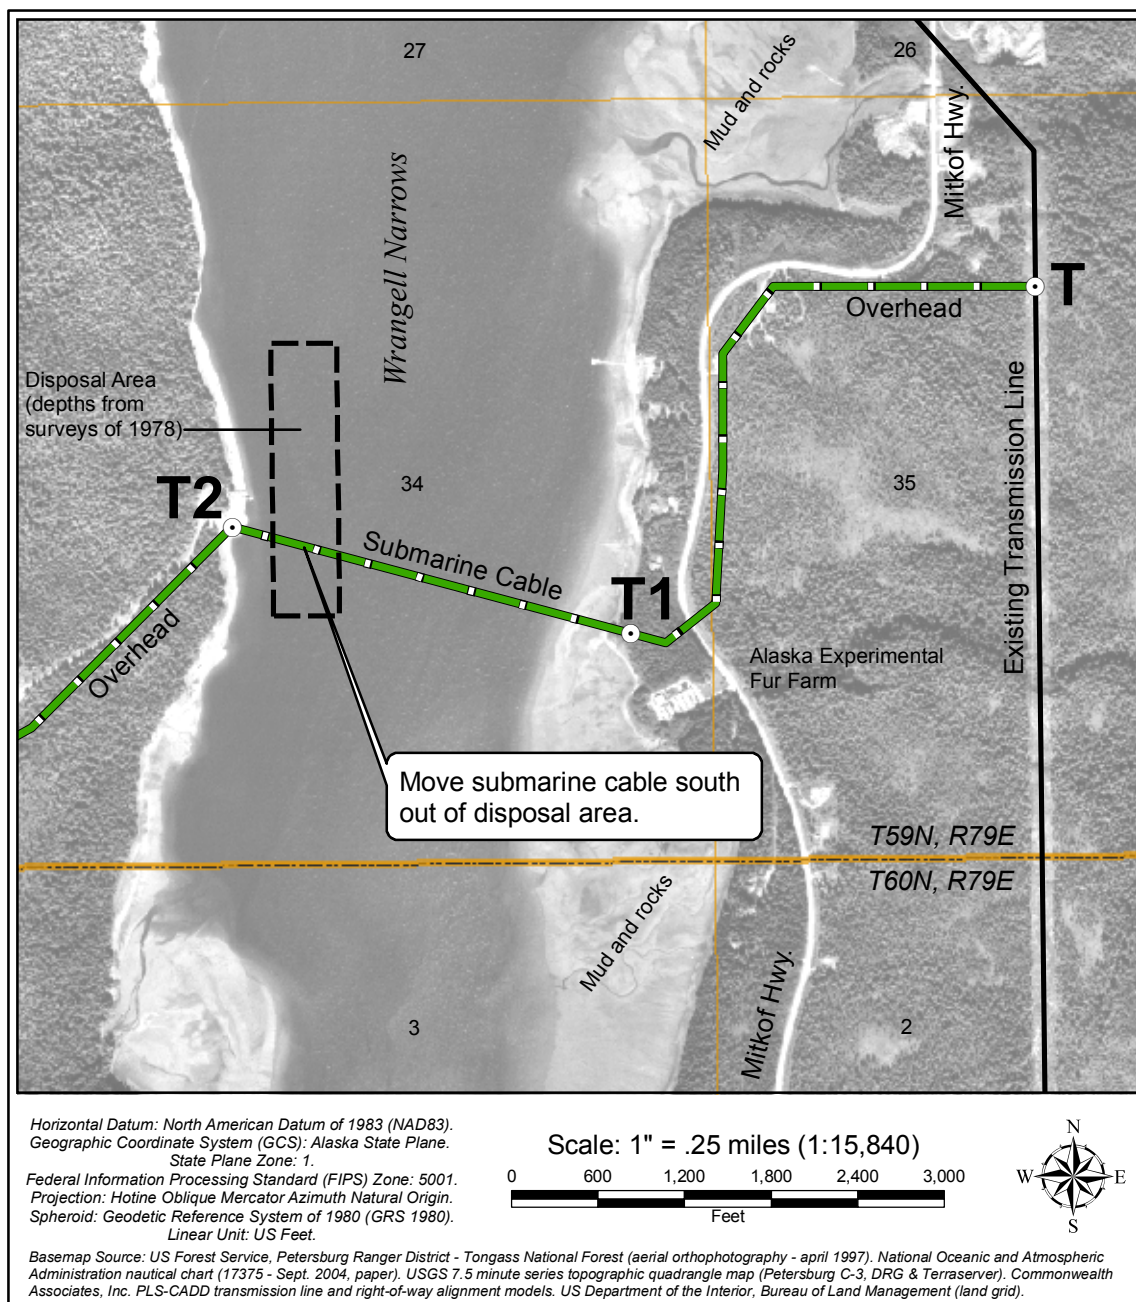 27
26
Mud and rocks
Mitkof Hwy.
Wrangell Narrows
T
Overhead
Disposal Area
(depths from
surveys of 1978)
34
35
T2
Submarine Cable
T1
Existing Transmission Line
Overhead
Alaska Experimental
Fur Farm
Move submarine cable south
out of disposal area.
T59N, R79E
T60N, R79E
Mud and rocks
Mitkof Hwy.
3
2
Horizontal Datum: North American Datum of 1983 (NAD83).
Geographic Coordinate System (GCS): Alaska State Plane.
State Plane Zone: 1.
Federal Information Processing Standard (FIPS) Zone: 5001.
Projection: Hotine Oblique Mercator Azimuth Natural Origin.
Spheroid: Geodetic Reference System of 1980 (GRS 1980).
Linear Unit: US Feet.
Scale: 1" = .25 miles (1:15,840)
0 600 1,200 1,800 2,400 3,000
Feet
N
W E
S
Basemap Source: US Forest Service, Petersburg Ranger District - Tongass National Forest (aerial orthophotography - april 1997). National Oceanic and Atmospheric
Administration nautical chart (17375 - Sept. 2004, paper). USGS 7.5 minute series topographic quadrangle map (Petersburg C-3, DRG & Terraserver). Commonwealth
Associates, Inc. PLS-CADD transmission line and right-of-way alignment models. US Department of the Interior, Bureau of Land Management (land grid).